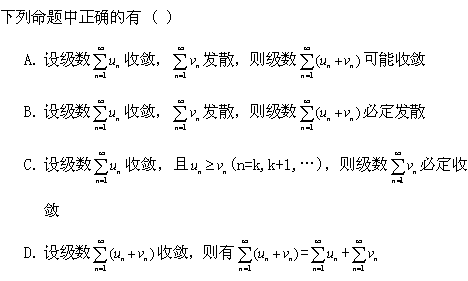 下列命题中正确的有 ( )
A. 设级数$\sum_{n=1}^{\infty} u_n$收敛，$\sum_{n=1}^{\infty} v_n$发散，则级数$\sum_{n=1}^{\infty} (u_n + v_n)$可能收敛
B. 设级数$\sum_{n=1}^{\infty} u_n$收敛，$\sum_{n=1}^{\infty} v_n$发散，则级数$\sum_{n=1}^{\infty} (u_n + v_n)$必定发散
C. 设级数$\sum_{n=1}^{\infty} u_n$收敛，且$u_n \geq v_n$(n=k,k+1,…)，则级数$\sum_{n=1}^{\infty} v_n$必定收
敛
D. 设级数$\sum_{n=1}^{\infty} (u_n + v_n)$收敛，则有$\sum_{n=1}^{\infty} (u_n + v_n) = \sum_{n=1}^{\infty} u_n + \sum_{n=1}^{\infty} v_n$